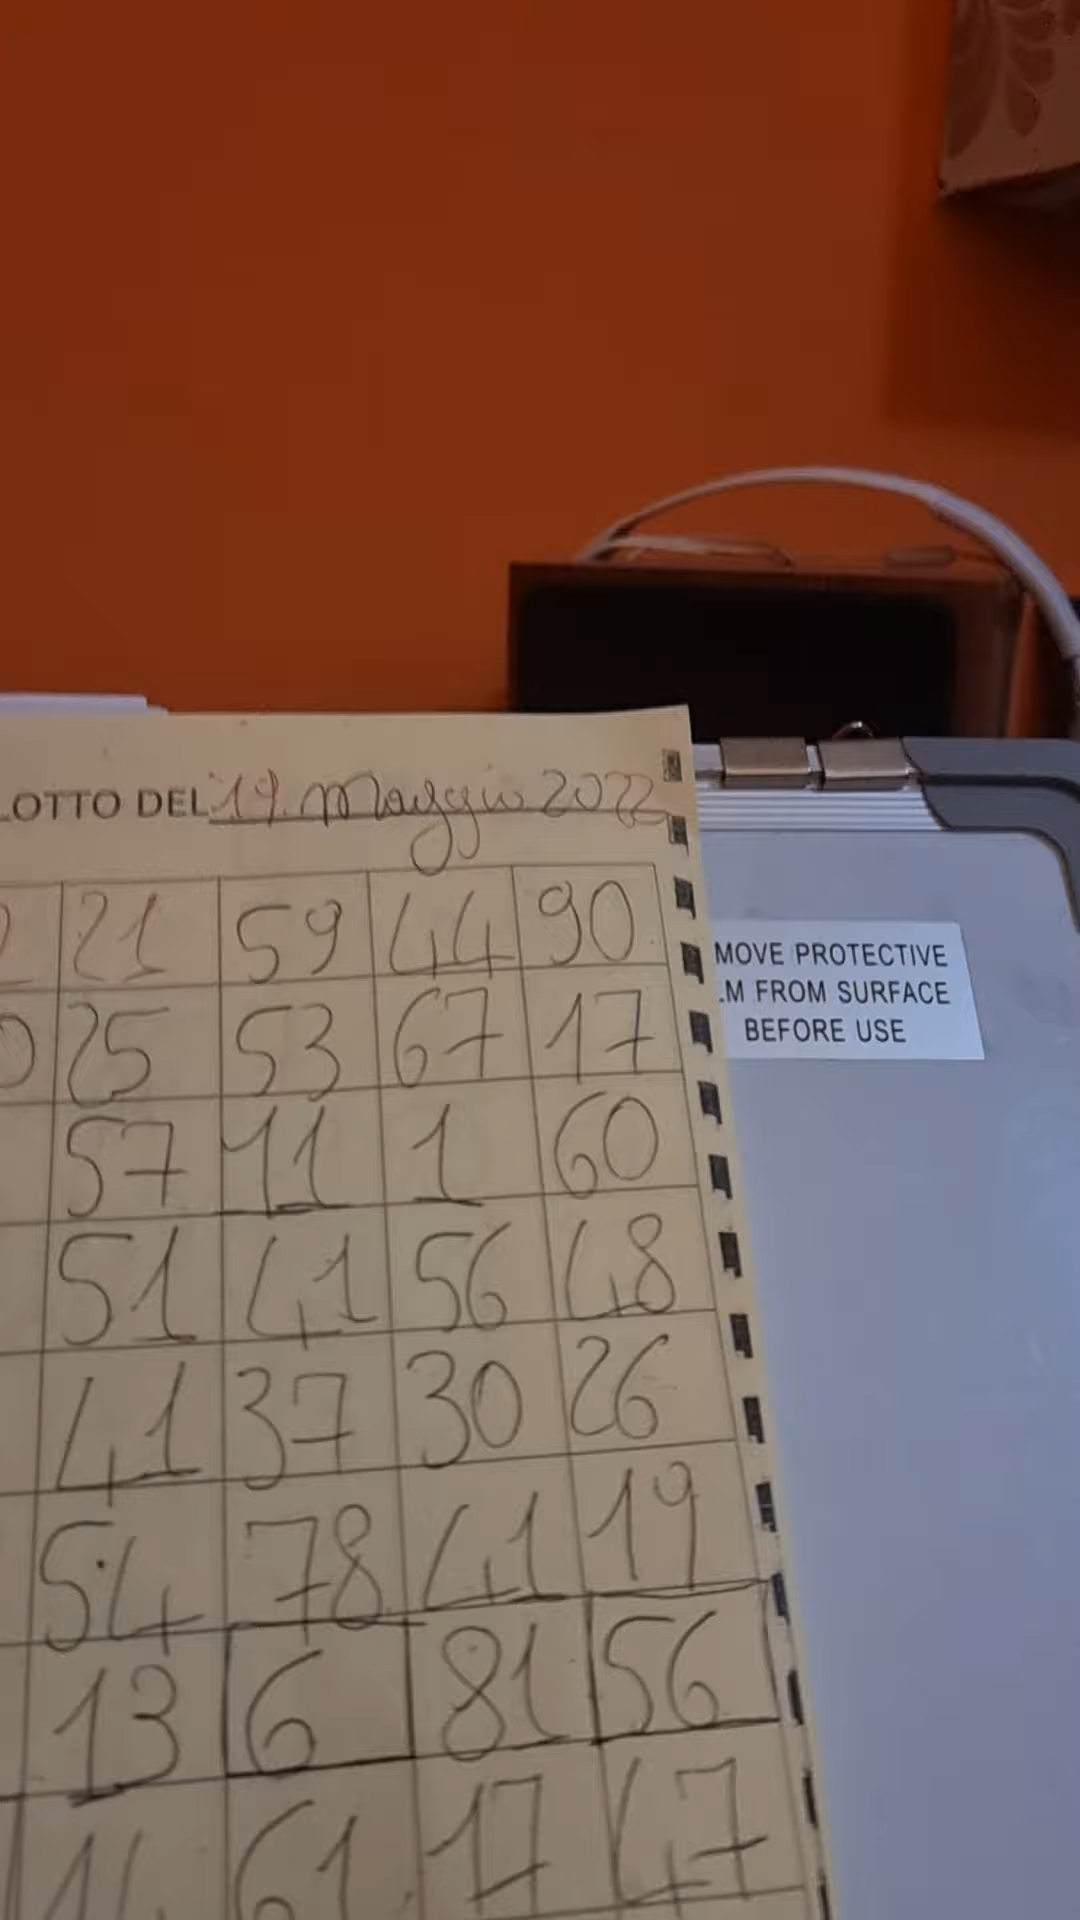 LOTTO DEL 19 Maggio 2022
21 59 44 90
25 53 67 17
57 11 1 60
51 41 56 48
41 37 30 26
54 78 41 19
13 6 81 56
61 17 47
MOVE PROTECTIVE
LM FROM SURFACE
BEFORE USE